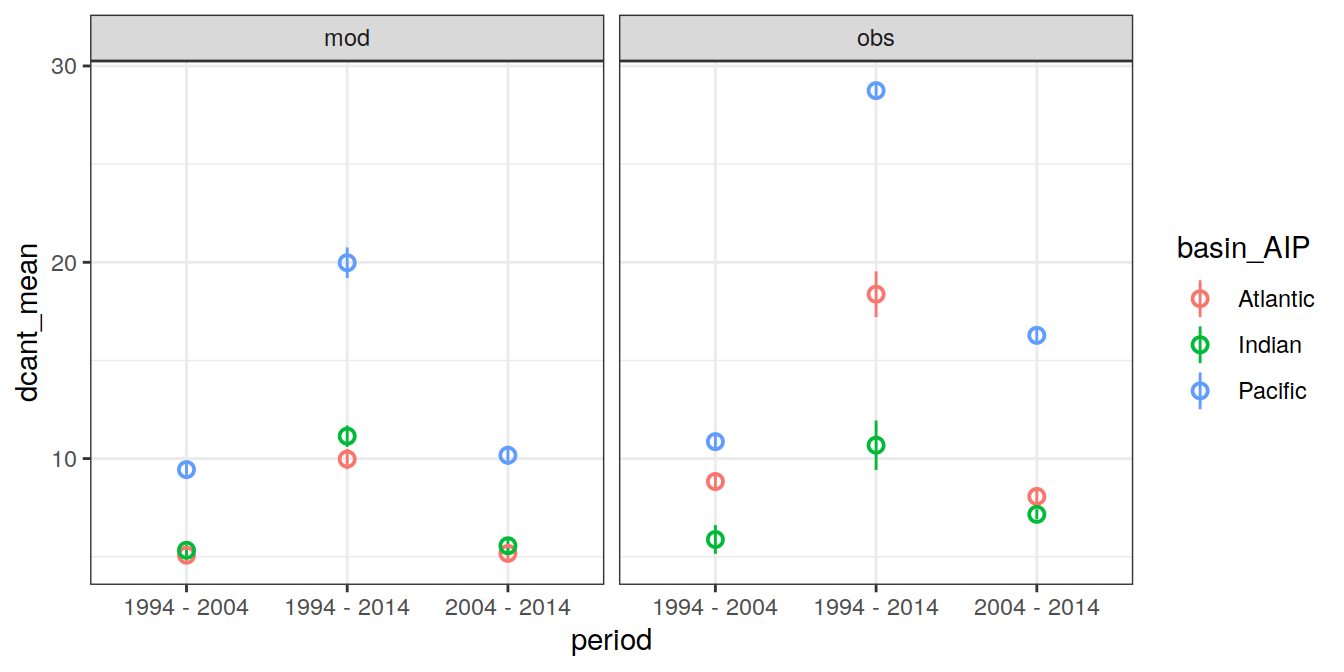 mod
obs
30
20
10
dcant_mean
1994 - 2004
1994 - 2014
2004 - 2014
1994 - 2004
1994 - 2014
2004 - 2014
period
basin_AIP
Atlantic
Indian
Pacific